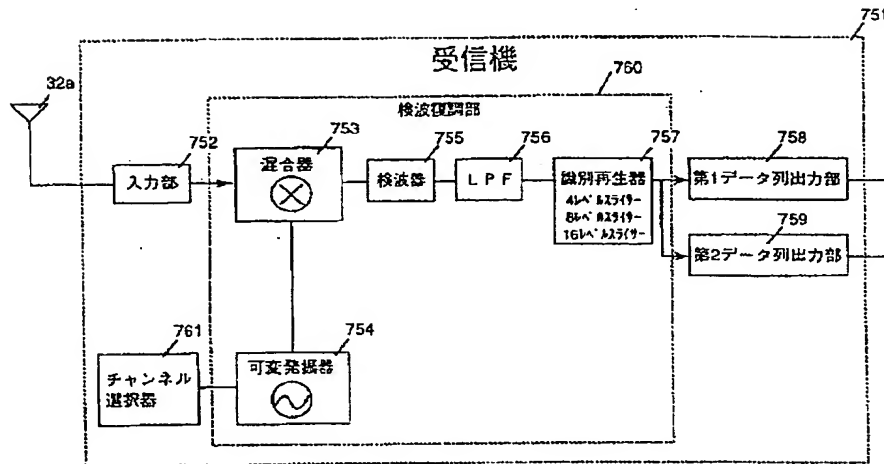 751
受信機
32a
760
検波復調部
752
753
755
756
757
758
入力部
混合器
検波器
LPF
識別再生器
第1データ列出力部
4レベルスライサー
8レベルスライサー
16レベルスライサー
759
第2データ列出力部
761
754
チャンネル
選択器
可変発振器